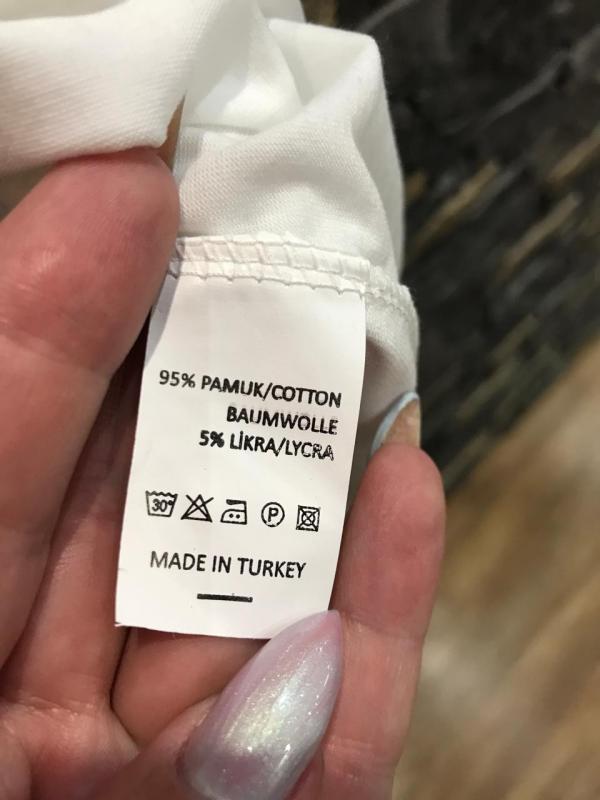 95% PAMUK/COTTON
BAUMWOLLE
5% LİKRA/LYCRA
30°
P
MADE IN TURKEY